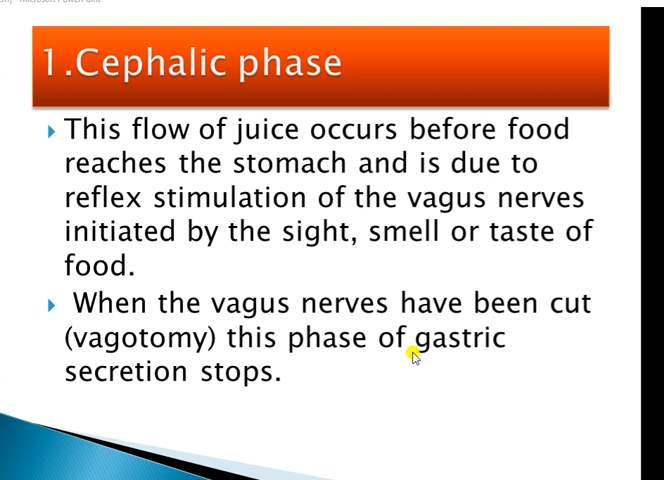 1.Cephalic phase
This flow of juice occurs before food
reaches the stomach and is due to
reflex stimulation of the vagus nerves
initiated by the sight, smell or taste of
food.
When the vagus nerves have been cut
(vagotomy) this phase of gastric
secretion stops.